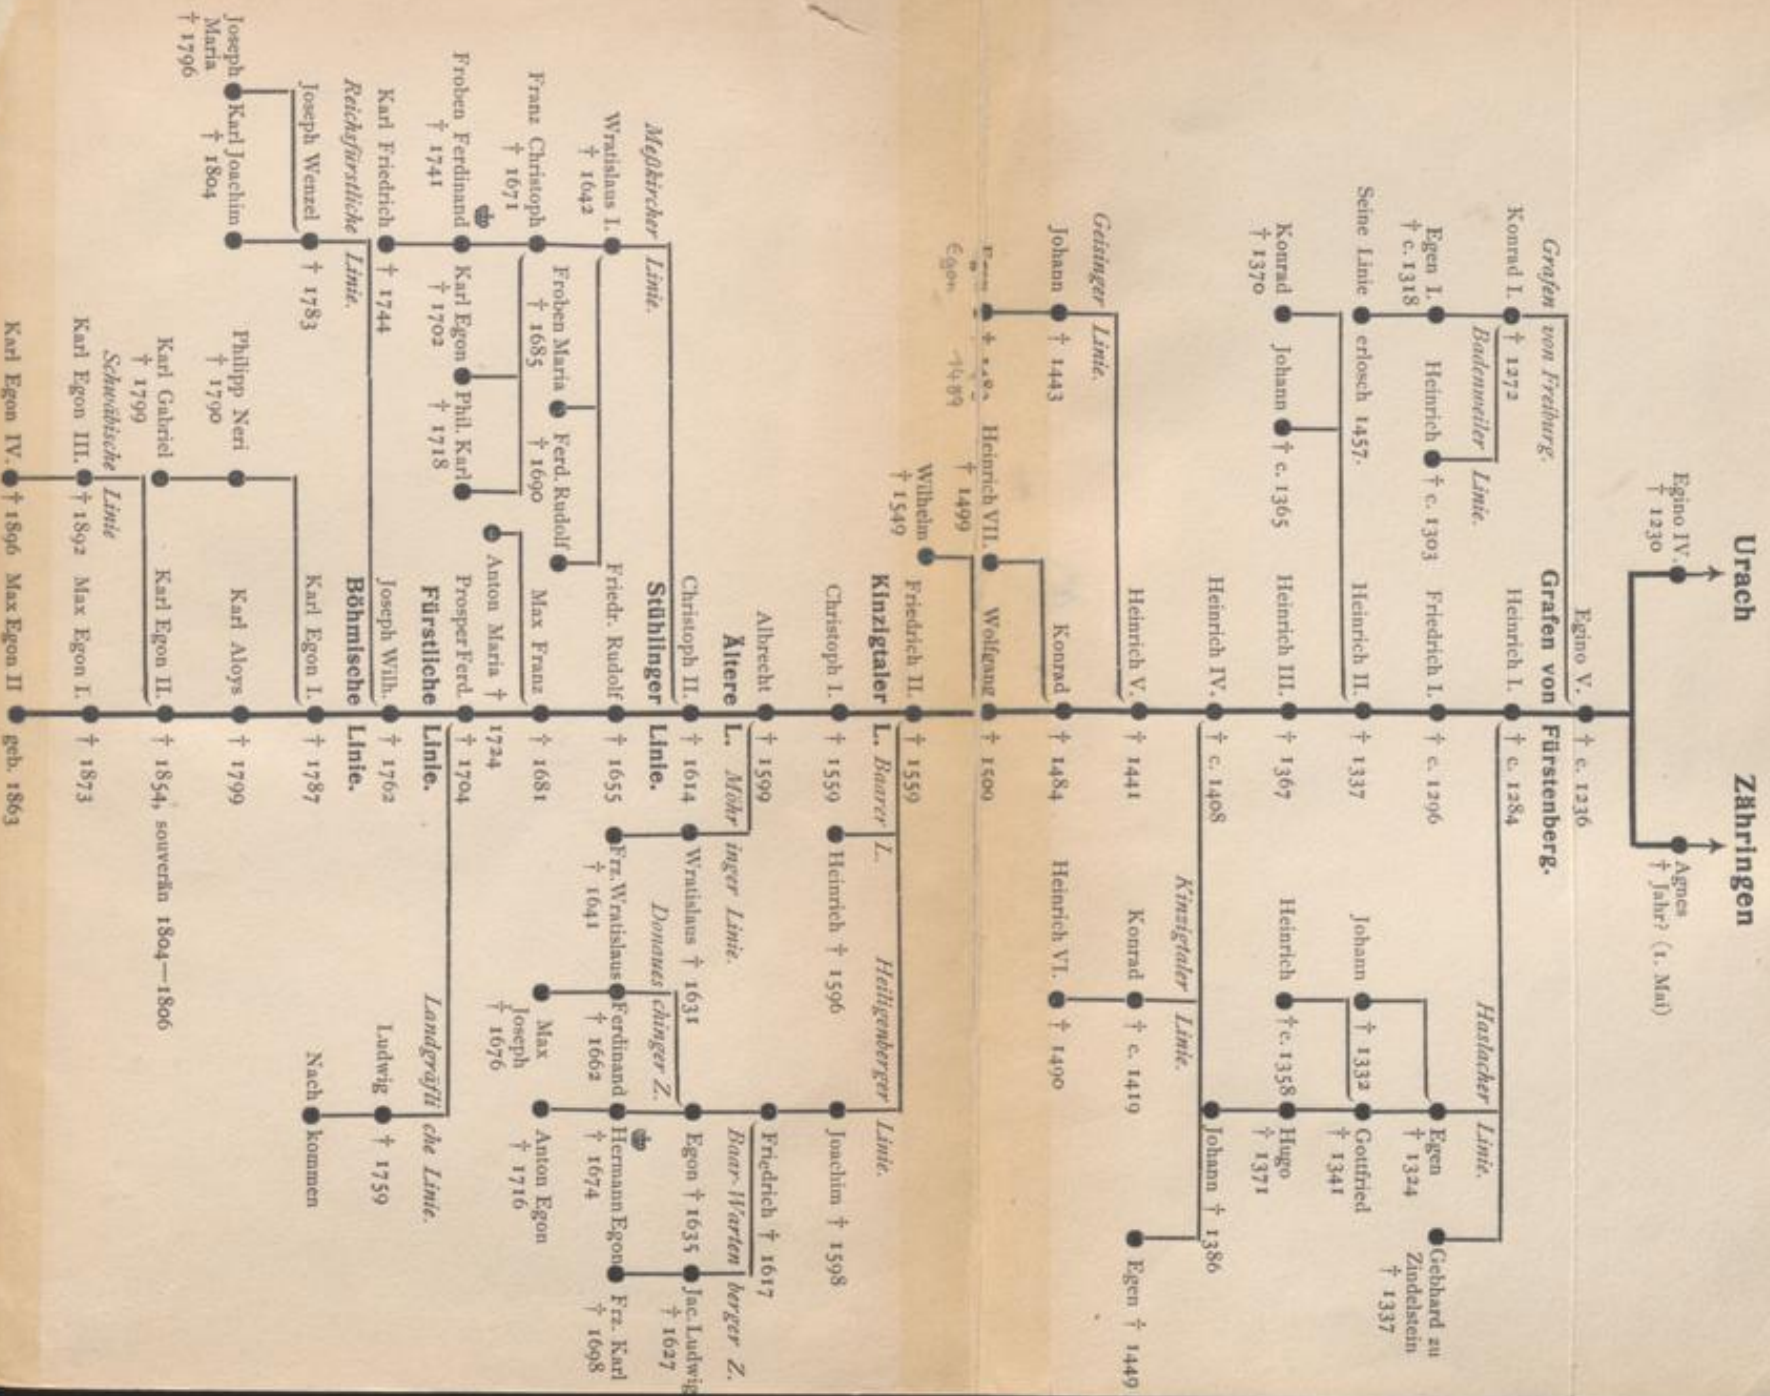 Urach
Zähringen
Egino IV.
† 1230
Agnes
† Jahr? (1. Mai)
Egino V. † c. 1236
Grafen von Freiburg.
Grafen von Fürstenberg.
Konrad I. † 1272
Heinrich I. † c. 1284
Badenweiler Linie.
Haslacher Linie.
Egen I.
† c. 1318
Heinrich † c. 1303
Friedrich I. † c. 1296
Egen
† 1324
Gebhard zu
Zindelstein
† 1337
Seine Linie erlosch 1457.
Heinrich II. † 1337
Johann † 1332
Gottfried
† 1341
Konrad
† 1370
Johann † c. 1365
Heinrich III. † 1367
Heinrich † c. 1358
Hugo
† 1371
Heinrich IV. † c. 1408
Johann † 1386
Kinzigtaler Linie.
Heinrich V. † 1441
Konrad † c. 1419
Egen † 1449
Geisinger Linie.
Johann † 1443
Konrad † 1484
Heinrich VI. † 1490
Egon 1489
Heinrich VII.
† 1499
Wolfgang † 1509
Wilhelm
† 1549
Friedrich II. † 1559
Kinzigtaler L.
Baarer L.
Heiligenberger Linie.
Christoph I. † 1559
Heinrich † 1596
Joachim † 1598
Albrecht † 1599
Friedrich † 1617
Ältere L.
Möhringer Linie.
Baar-Wartenberger Z.
Christoph II. † 1614
Wratislaus † 1631
Egon † 1635
Jac. Ludwig
† 1627
Meßkircher Linie.
Stühlinger Linie.
Donaueschinger Z.
Wratislaus I.
† 1642
Friedr. Rudolf † 1655
Frz. Wratislaus
† 1641
Ferdinand
† 1662
Hermann Egon
† 1674
Frz. Karl
† 1698
Froben Maria
† 1685
Ferd. Rudolf
† 1690
Franz Christoph
† 1671
Max Franz † 1681
Max
Joseph
† 1676
Anton Egon
† 1716
Anton Maria † 1724
Froben Ferdinand
† 1741
Karl Egon
† 1702
Phil. Karl
† 1718
Prosper Ferd. † 1704
Fürstliche Linie.
Landgräfliche Linie.
Karl Friedrich † 1744
Joseph Wilh. † 1762
Ludwig † 1759
Reichsfürstliche Linie.
Böhmische Linie.
Joseph Wenzel † 1783
Karl Egon I. † 1787
Nachkommen
Joseph
Maria
† 1796
Karl Joachim
† 1804
Philipp Neri
† 1790
Karl Aloys † 1799
Karl Gabriel
† 1799
Karl Egon II. † 1854, souverän 1804—1806
Schwäbische Linie
Karl Egon III. † 1892
Max Egon I. † 1873
Karl Egon IV. † 1896
Max Egon II geb. 1863